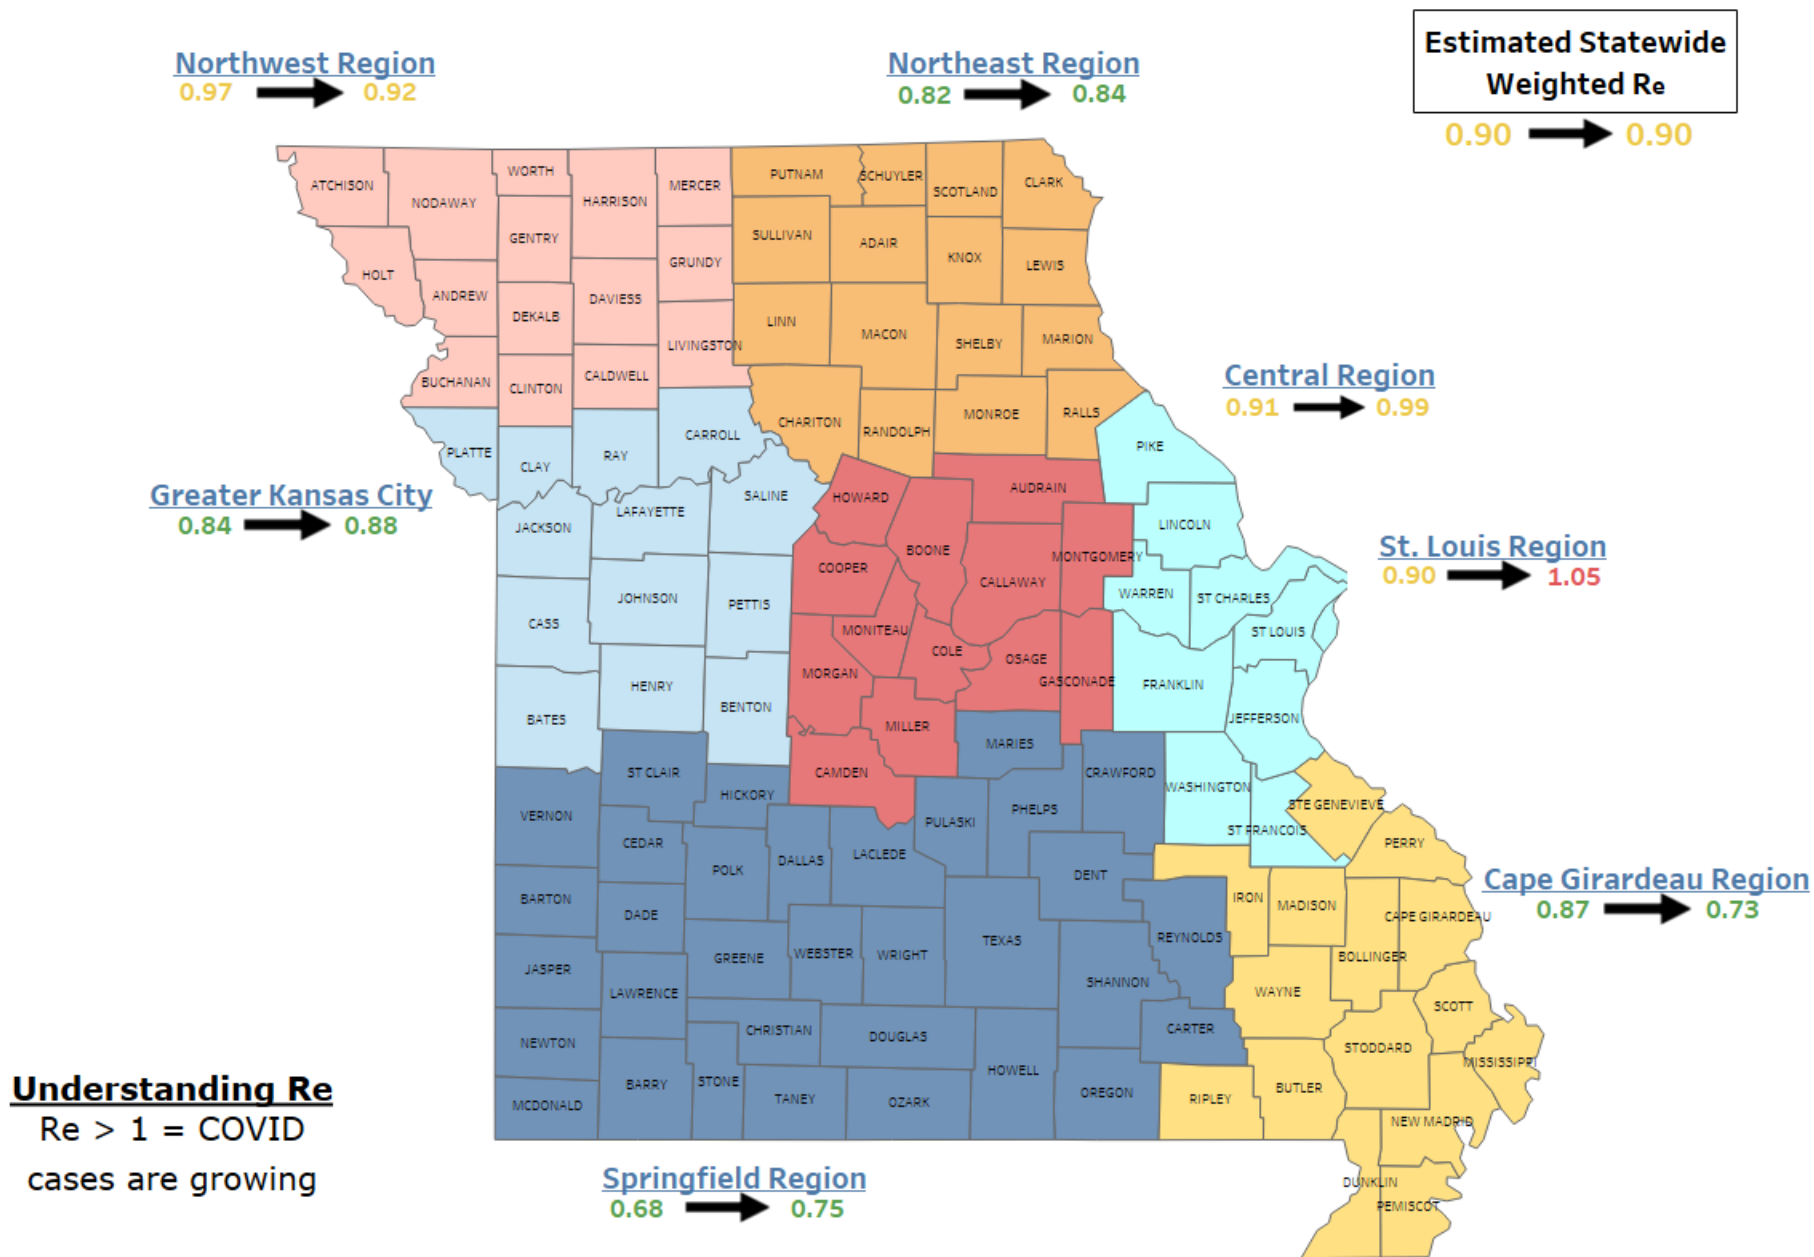 Northwest Region
0.97 0.92
Northeast Region
0.82 0.84
Estimated Statewide
Weighted Re
0.90 0.90
ATCHISON
NODAWAY
WORTH
HARRISON
MERCER
PUTNAM
SCHUYLER
SCOTLAND
CLARK
GENTRY
SULLIVAN
ADAIR
KNOX
LEWIS
HOLT
ANDREW
GRUNDY
DAVIESS
DEKALB
LINN
MACON
SHELBY
MARION
LIVINGSTON
BUCHANAN
CLINTON
CALDWELL
Central Region
0.91 0.99
CHARITON
RANDOLPH
MONROE
RALLS
PLATTE
CLAY
RAY
CARROLL
PIKE
Greater Kansas City
0.84 0.88
SALINE
HOWARD
AUDRAIN
JACKSON
LAFAYETTE
LINCOLN
St. Louis Region
0.90 1.05
BOONE
MONTGOMERY
COOPER
CALLAWAY
JOHNSON
PETTIS
WARREN
ST CHARLES
CASS
MONITEAU
COLE
OSAGE
ST LOUIS
HENRY
MORGAN
GASCONADE
FRANKLIN
BATES
BENTON
MILLER
JEFFERSON
MARIES
ST CLAIR
CAMDEN
CRAWFORD
WASHINGTON
HICKORY
STE GENEVIEVE
VERNON
PULASKI
PHELPS
ST FRANCOIS
CEDAR
PERRY
POLK
DALLAS
LACLEDE
DENT
Cape Girardeau Region
0.87 0.73
BARTON
DADE
IRON
MADISON
CAPE GIRARDEAU
GREENE
WEBSTER
WRIGHT
TEXAS
REYNOLDS
BOLLINGER
JASPER
LAWRENCE
SHANNON
WAYNE
SCOTT
NEWTON
CHRISTIAN
DOUGLAS
CARTER
STODDARD
MISSISSIPPI
Understanding Re
Re > 1 = COVID
cases are growing
MCDONALD
BARRY
STONE
TANEY
OZARK
HOWELL
OREGON
RIPLEY
BUTLER
NEW MADRID
Springfield Region
0.68 0.75
DUNKLIN
PEMISCOT